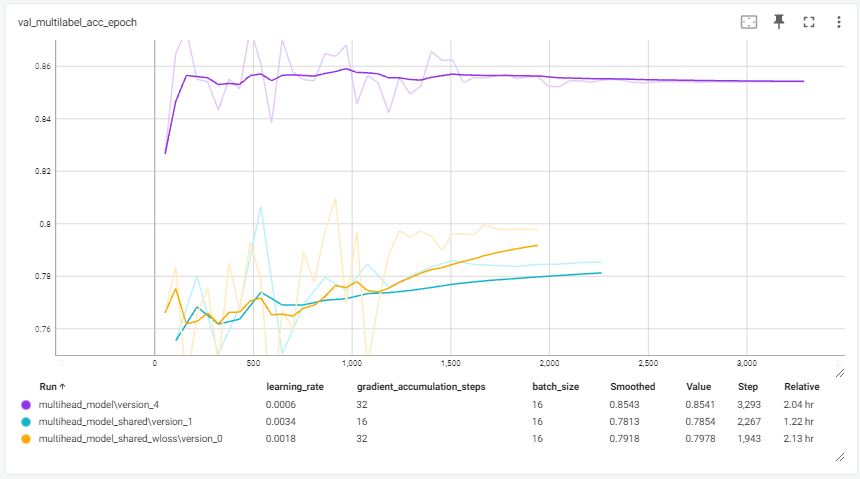 val_multilabel_acc_epoch
0.86
0.84
0.82
0.8
0.78
0.76
0 500 1,000 1,500 2,000 2,500 3,000
Run ↑ learning_rate gradient_accumulation_steps batch_size Smoothed Value Step Relative
multihead_model\version_4 0.0006 32 16 0.8543 0.8541 3,293 2.04 hr
multihead_model_shared\version_1 0.0034 16 16 0.7813 0.7854 2,267 1.22 hr
multihead_model_shared_wloss\version_0 0.0018 32 16 0.7918 0.7978 1,943 2.13 hr